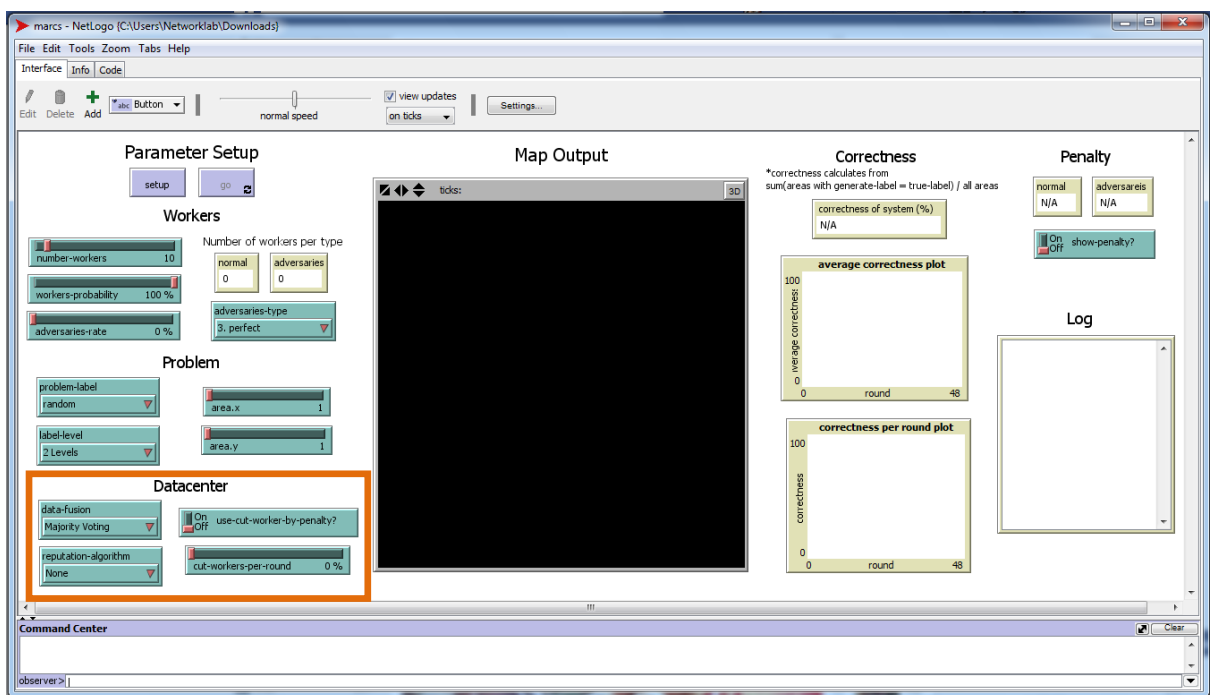 marcs - NetLogo {C:\Users\Networklab\Downloads}
File Edit Tools Zoom Tabs Help
Interface Info Code
Edit Delete Add
abc Button
normal speed
view updates
on ticks
Settings...
Parameter Setup
setup
go
Workers
number-workers 10
workers-probability 100 %
adversaries-rate 0 %
Number of workers per type
normal
0
adversaries
0
adversaries-type
3. perfect
Problem
problem-label
random
label-level
2 Levels
area.x 1
area.y 1
Datacenter
data-fusion
Majority Voting
reputation-algorithm
None
On
Off
use-cut-worker-by-penalty?
cut-workers-per-round 0 %
Map Output
ticks:
3D
Correctness
*correctness calculates from
sum(areas with generate-label = true-label) / all areas
correctness of system (%)
N/A
average correctness plot
100
average correctness
0
0 round 48
correctness per round plot
100
correctness
0
0 round 48
Penalty
normal
N/A
adversareis
N/A
On
Off
show-penalty?
Log
Command Center
Clear
observer>